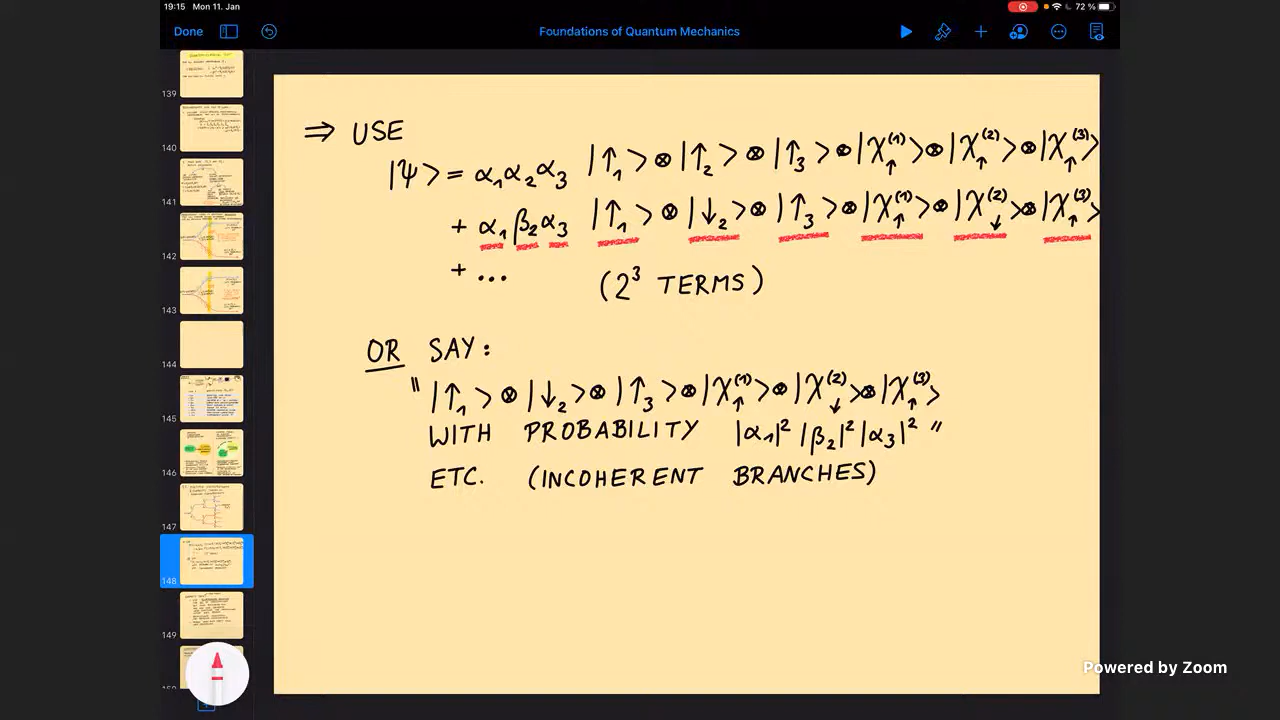 19:15 Mon 11. Jan
72 %
Done
Foundations of Quantum Mechanics
139
140
141
142
143
144
145
146
147
148
149
⇒ USE
|Ψ> = α₁α₂α₃ |↑₁> ⊗ |↑₂> ⊗ |↑₃> ⊗ |χ↑⁽¹⁾> ⊗ |χ↑⁽²⁾> ⊗ |χ↑⁽³⁾>
+ α₁β₂α₃ |↑₁> ⊗ |↓₂> ⊗ |↑₃> ⊗ |χ↑⁽¹⁾> ⊗ |χ↓⁽²⁾> ⊗ |χ↑⁽³⁾>
+ ... (2³ TERMS)
OR SAY:
"|↑₁> ⊗ |↓₂> ⊗ |↑₃> ⊗ |χ↑⁽¹⁾> ⊗ |χ↓⁽²⁾> ⊗ |χ↑⁽³⁾>
WITH PROBABILITY |α₁|² |β₂|² |α₃|² "
ETC. (INCOHERENT BRANCHES)
Powered by Zoom